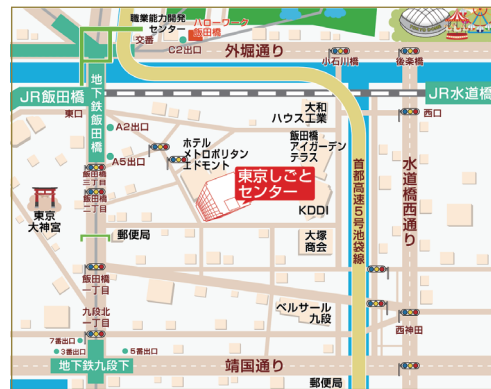 職業能力開発
センター
ハローワーク
飯田橋
交番
C2出口
外堀通り
小石川橋
後楽橋
地下鉄飯田橋
JR飯田橋
JR水道橋
東口
西口
A2出口
A5出口
ホテル
メトロポリタン
エドモント
大和
ハウス工業
飯田橋
アイガーデン
テラス
飯田橋
三丁目
飯田橋
二丁目
東京しごと
センター
KDDI
首都高速5号池袋線
水道橋西通り
東京
大神宮
郵便局
大塚
商会
飯田橋
一丁目
ベルサール
九段
九段北
一丁目
西神田
7番出口
3番出口
5番出口
地下鉄九段下
靖国通り
郵便局